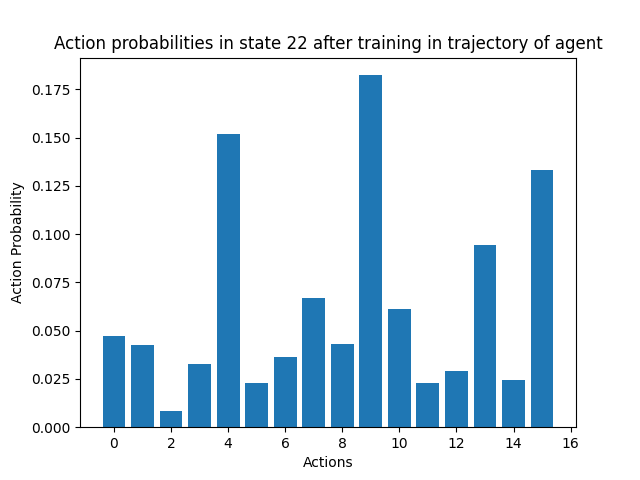 Action probabilities in state 22 after training in trajectory of agent
0.175
0.150
0.125
0.100
0.075
0.050
0.025
0.000
Action Probability
0 2 4 6 8 10 12 14 16
Actions